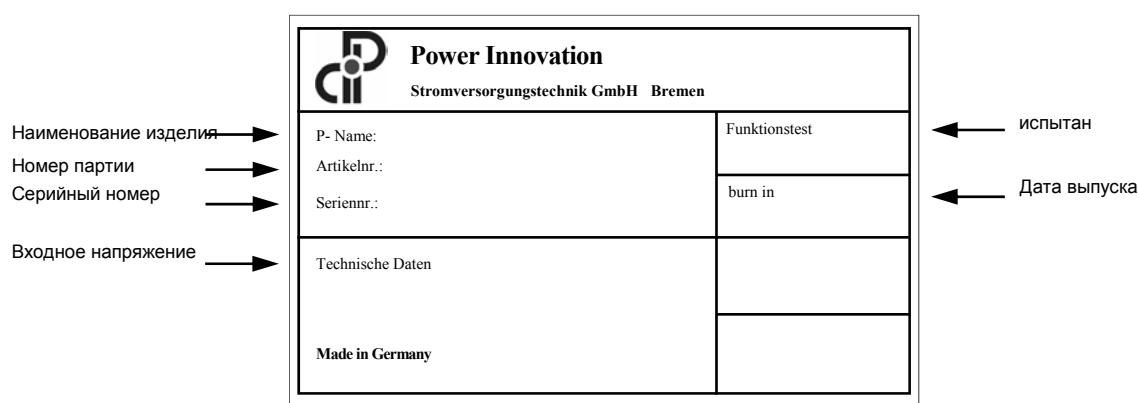 Power Innovation
Stromversorgungstechnik GmbH Bremen
Наименование изделия
P- Name:
Funktionstest
испытан
Номер партии
Artikelnr.:
Серийный номер
Seriennr.:
burn in
Дата выпуска
Входное напряжение
Technische Daten
Made in Germany